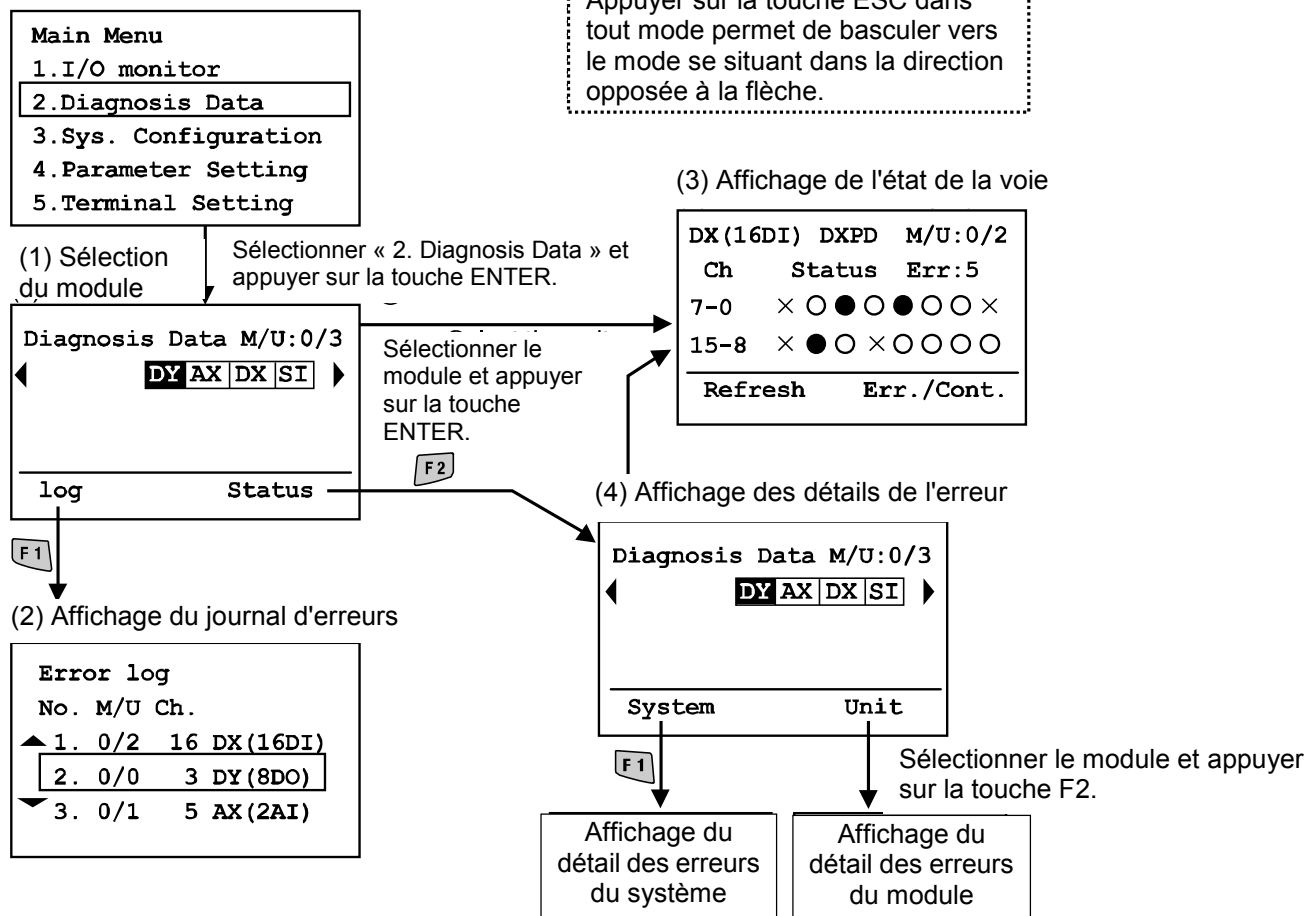 Appuyer sur la touche ESC dans
tout mode permet de basculer vers
le mode se situant dans la direction
opposée à la flèche.
Main Menu
1.I/O monitor
2.Diagnosis Data
3.Sys. Configuration
4.Parameter Setting
5.Terminal Setting
(1) Sélection
du module
Sélectionner « 2. Diagnosis Data » et
appuyer sur la touche ENTER.
Diagnosis Data M/U:0/3
DY AX DX SI
log Status
Sélectionner le
module et appuyer
sur la touche
ENTER.
F2
F1
(3) Affichage de l'état de la voie
DX(16DI) DXPD M/U:0/2
Ch Status Err:5
7-0 ×○●○●○○×
15-8 ×●○×○○○○
Refresh Err./Cont.
(4) Affichage des détails de l'erreur
Diagnosis Data M/U:0/3
DY AX DX SI
System Unit
F1
Sélectionner le module et appuyer
sur la touche F2.
Affichage du
détail des erreurs
du système
Affichage du
détail des erreurs
du module
(2) Affichage du journal d'erreurs
Error log
No. M/U Ch.
1. 0/2 16 DX(16DI)
2. 0/0 3 DY(8DO)
3. 0/1 5 AX(2AI)